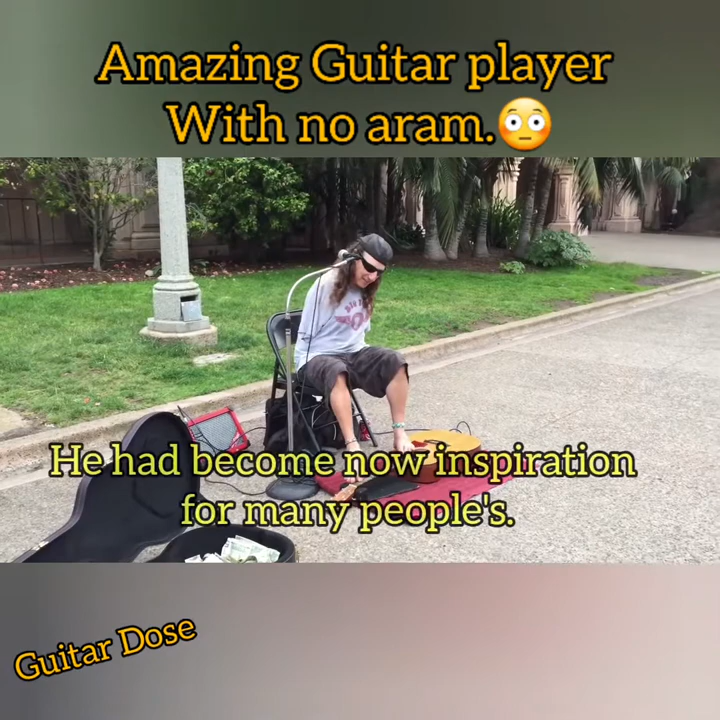 Amazing Guitar player
With no aram.😳
He had become now inspiration
for many people's.
Guitar Dose